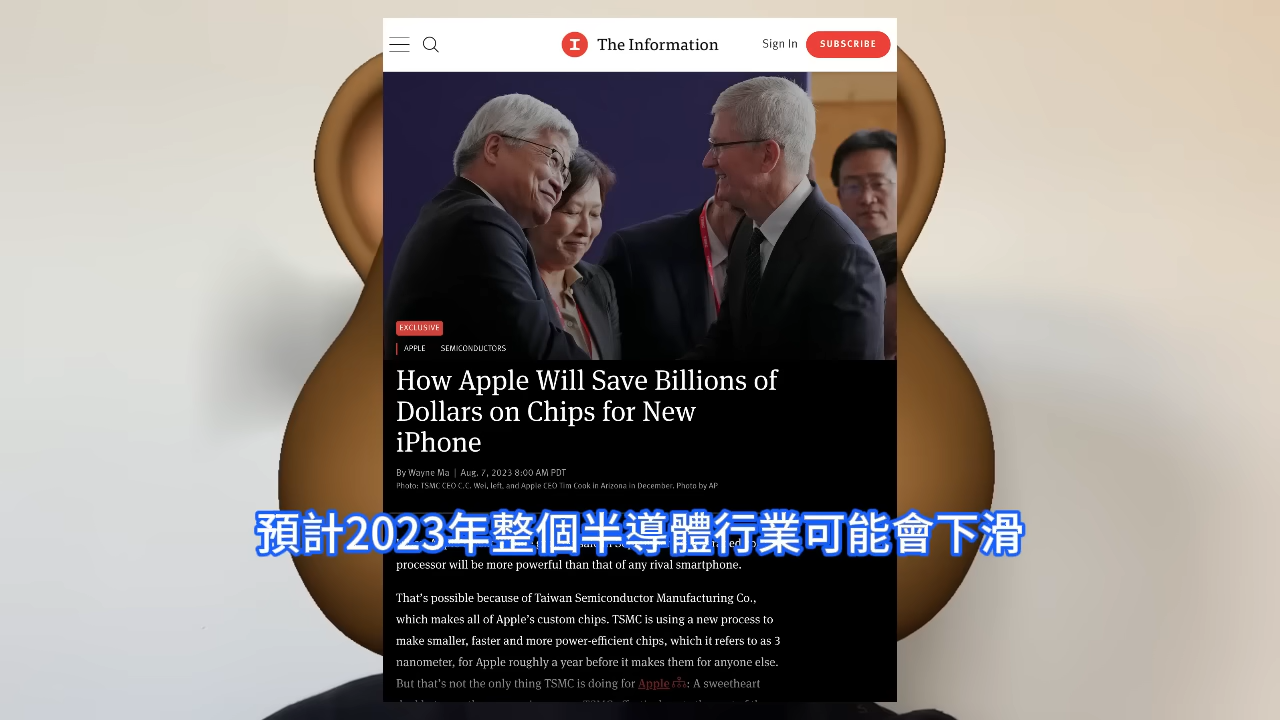 The Information
Sign In
SUBSCRIBE
EXCLUSIVE
APPLE SEMICONDUCTORS
How Apple Will Save Billions of
Dollars on Chips for New
iPhone
By Wayne Ma | Aug. 7, 2023 8:00 AM PDT
Photo: TSMC CEO C.C. Wei, left, and Apple CEO Tim Cook in Arizona in December. Photo by AP
預計2023年整個半導體行業可能會下滑
processor will be more powerful than that of any rival smartphone.
That's possible because of Taiwan Semiconductor Manufacturing Co.,
which makes all of Apple's custom chips. TSMC is using a new process to
make smaller, faster and more power-efficient chips, which it refers to as 3
nanometer, for Apple roughly a year before it makes them for anyone else.
But that's not the only thing TSMC is doing for Apple: A sweetheart